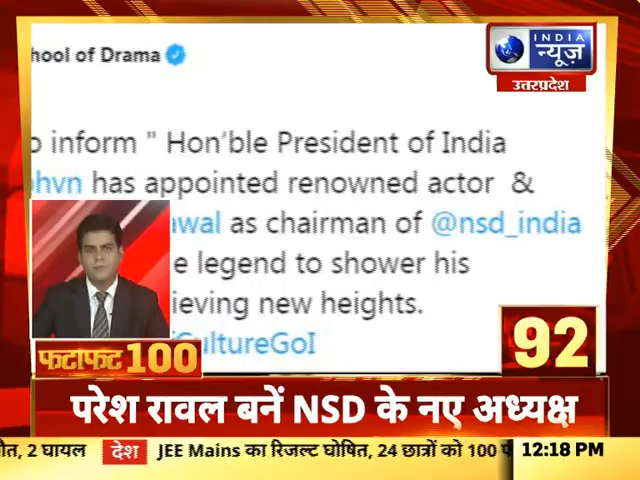 hool of Drama
INDIA
न्यूज़
उत्तरप्रदेश
o inform " Hon'ble President of India
bhvn has appointed renowned actor &
awal as chairman of @nsd_india
e legend to shower his
ieving new heights.
CultureGoI
फटाफट 100
92
परेश रावल बनें NSD के नए अध्यक्ष
2 घायल
देश
JEE Mains का रिजल्ट घोषित, 24 छात्रों को 100
12:18 PM